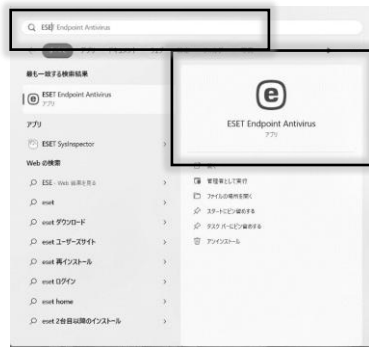 ESET Endpoint Antivirus
最も一致する検索結果
ESET Endpoint Antivirus
アプリ
アプリ
ESET SysInspector
Web の検索
ESE - Web 結果を見る
eset
eset ダウンロード
eset ユーザーズサイト
eset 再インストール
eset ログイン
eset home
eset 2台目以降のインストール
ESET Endpoint Antivirus
アプリ
管理者として実行
ファイルの場所を開く
スタートにピン留めする
タスク バーにピン留めする
アンインストール